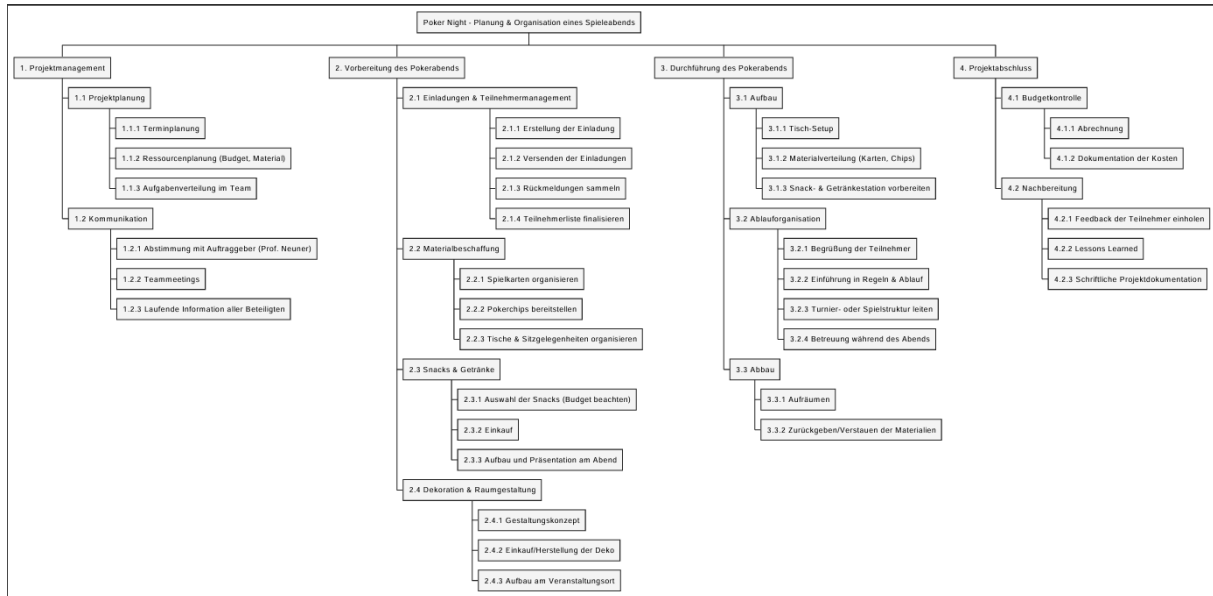 Poker Night - Planung & Organisation eines Spieleabends
1. Projektmanagement
1.1 Projektplanung
1.1.1 Terminplanung
1.1.2 Ressourcenplanung (Budget, Material)
1.1.3 Aufgabenverteilung im Team
1.2 Kommunikation
1.2.1 Abstimmung mit Auftraggeber (Prof. Neuner)
1.2.2 Teammeetings
1.2.3 Laufende Information aller Beteiligten
2. Vorbereitung des Pokerabends
2.1 Einladungen & Teilnehmermanagement
2.1.1 Erstellung der Einladung
2.1.2 Versenden der Einladungen
2.1.3 Rückmeldungen sammeln
2.1.4 Teilnehmerliste finalisieren
2.2 Materialbeschaffung
2.2.1 Spielkarten organisieren
2.2.2 Pokerchips bereitstellen
2.2.3 Tische & Sitzgelegenheiten organisieren
2.3 Snacks & Getränke
2.3.1 Auswahl der Snacks (Budget beachten)
2.3.2 Einkauf
2.3.3 Aufbau und Präsentation am Abend
2.4 Dekoration & Raumgestaltung
2.4.1 Gestaltungskonzept
2.4.2 Einkauf/Herstellung der Deko
2.4.3 Aufbau am Veranstaltungsort
3. Durchführung des Pokerabends
3.1 Aufbau
3.1.1 Tisch-Setup
3.1.2 Materialverteilung (Karten, Chips)
3.1.3 Snack- & Getränkestation vorbereiten
3.2 Ablauforganisation
3.2.1 Begrüßung der Teilnehmer
3.2.2 Einführung in Regeln & Ablauf
3.2.3 Turnier- oder Spielstruktur leiten
3.2.4 Betreuung während des Abends
3.3 Abbau
3.3.1 Aufräumen
3.3.2 Zurückgeben/Verstauen der Materialien
4. Projektabschluss
4.1 Budgetkontrolle
4.1.1 Abrechnung
4.1.2 Dokumentation der Kosten
4.2 Nachbereitung
4.2.1 Feedback der Teilnehmer einholen
4.2.2 Lessons Learned
4.2.3 Schriftliche Projektdokumentation